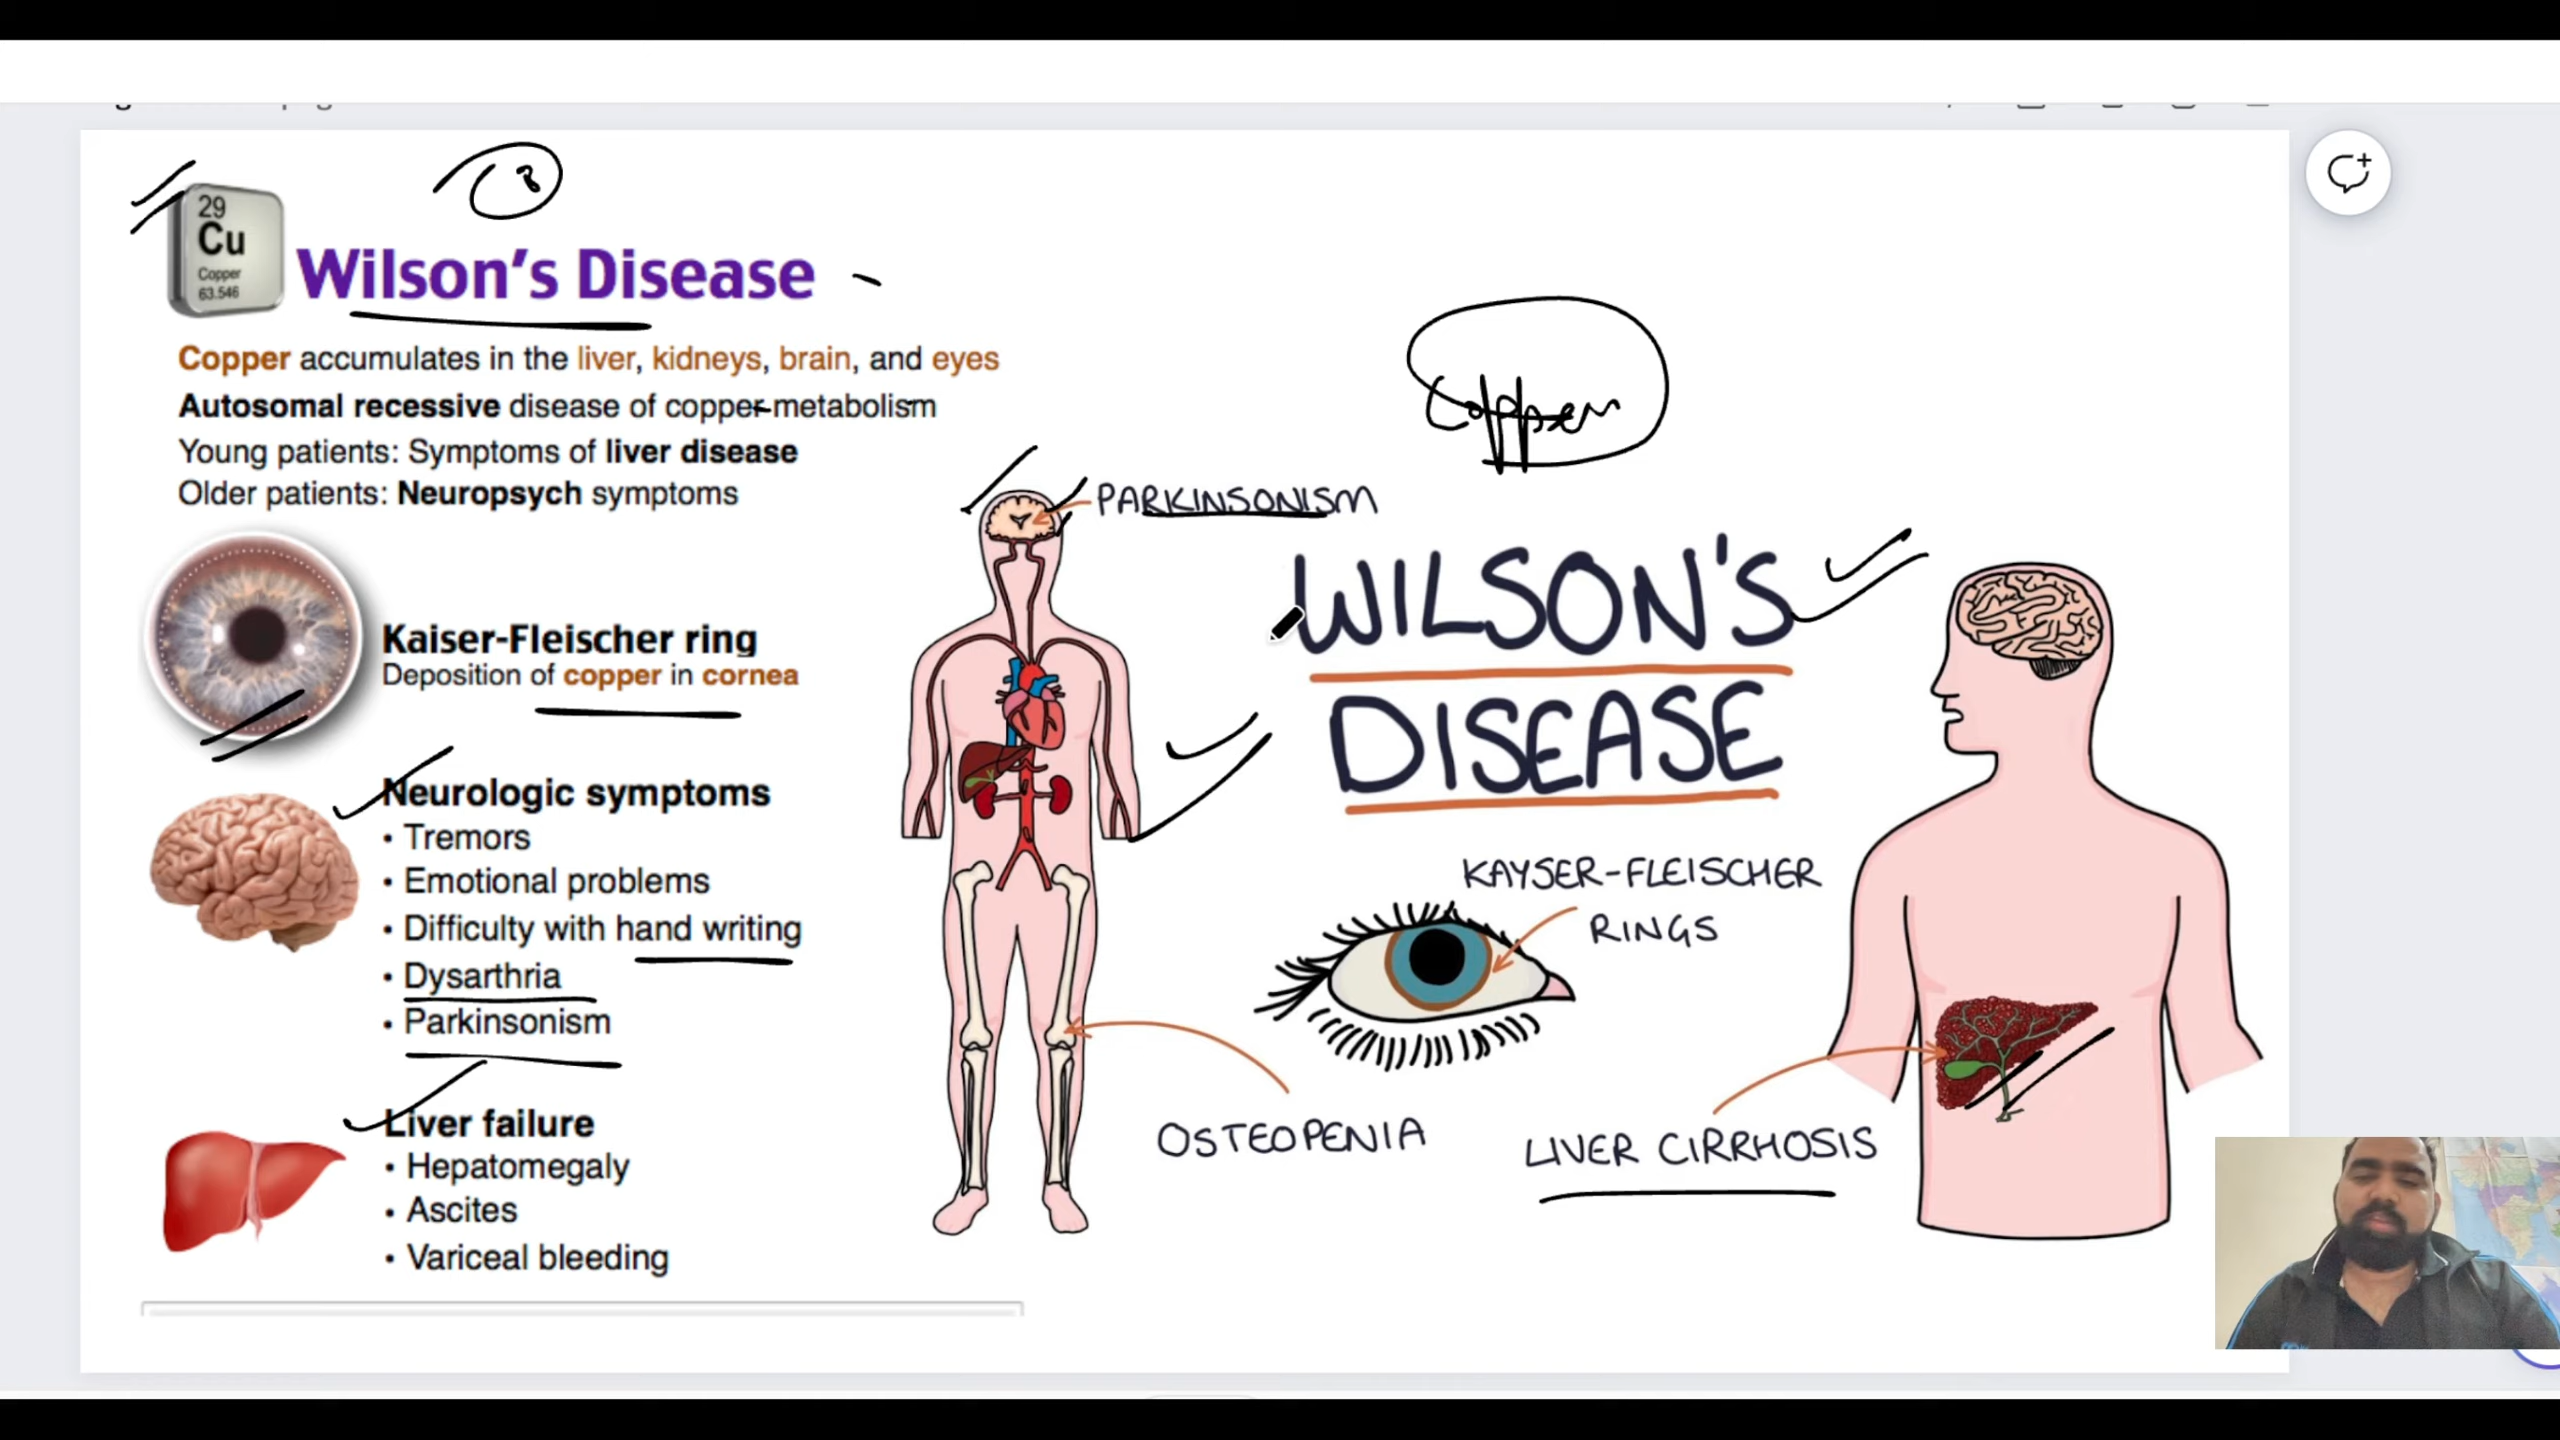 29
Cu
Copper
63.546
Wilson's Disease
Copper accumulates in the liver, kidneys, brain, and eyes
Autosomal recessive disease of copper metabolism
Young patients: Symptoms of liver disease
Older patients: Neuropsych symptoms
Kaiser-Fleischer ring
Deposition of copper in cornea
Neurologic symptoms
• Tremors
• Emotional problems
• Difficulty with hand writing
• Dysarthria
• Parkinsonism
Liver failure
• Hepatomegaly
• Ascites
• Variceal bleeding
Copper
PARKINSONISM
WILSON'S
DISEASE
KAYSER-FLEISCHER
RINGS
OSTEOPENIA
LIVER CIRRHOSIS